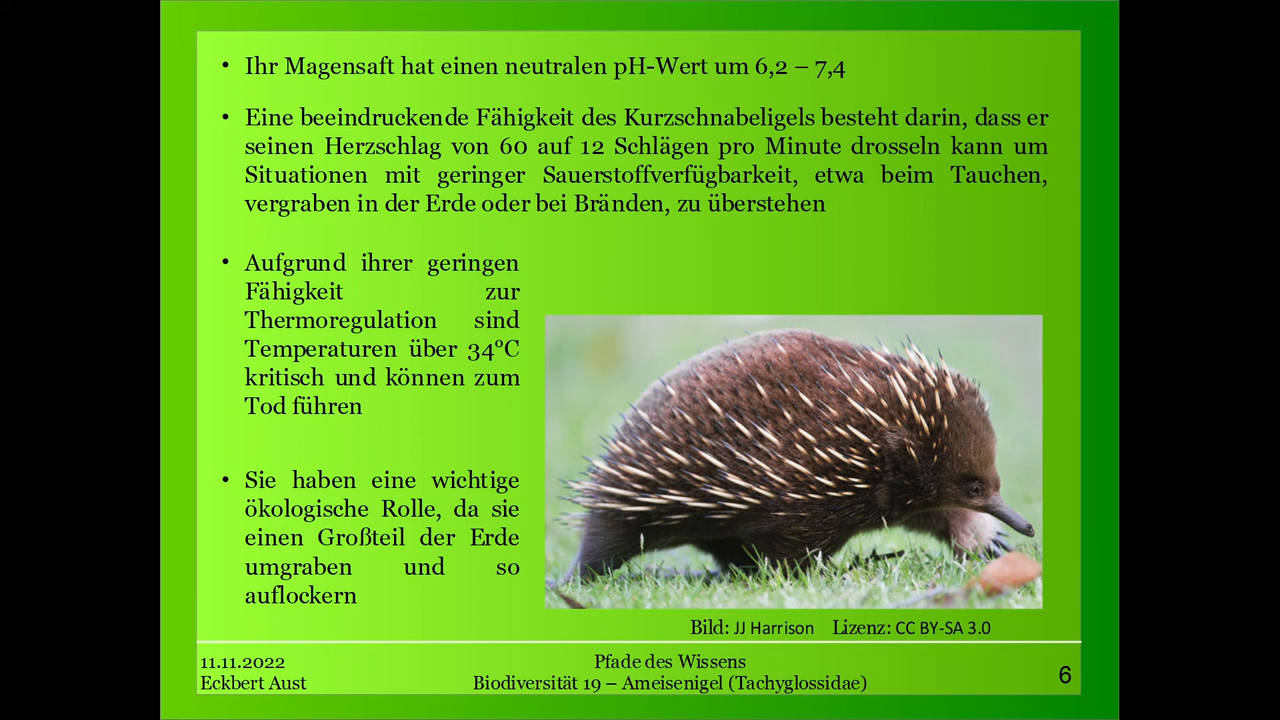 • Ihr Magensaft hat einen neutralen pH-Wert um 6,2 – 7,4
• Eine beeindruckende Fähigkeit des Kurzschnabeligels besteht darin, dass er
seinen Herzschlag von 60 auf 12 Schlägen pro Minute drosseln kann um
Situationen mit geringer Sauerstoffverfügbarkeit, etwa beim Tauchen,
vergraben in der Erde oder bei Bränden, zu überstehen
• Aufgrund ihrer geringen
Fähigkeit zur
Thermoregulation sind
Temperaturen über 34°C
kritisch und können zum
Tod führen
• Sie haben eine wichtige
ökologische Rolle, da sie
einen Großteil der Erde
umgraben und so
auflockern
Bild: JJ Harrison Lizenz: CC BY-SA 3.0
11.11.2022
Eckbert Aust
Pfade des Wissens
Biodiversität 19 – Ameisenigel (Tachyglossidae)
6